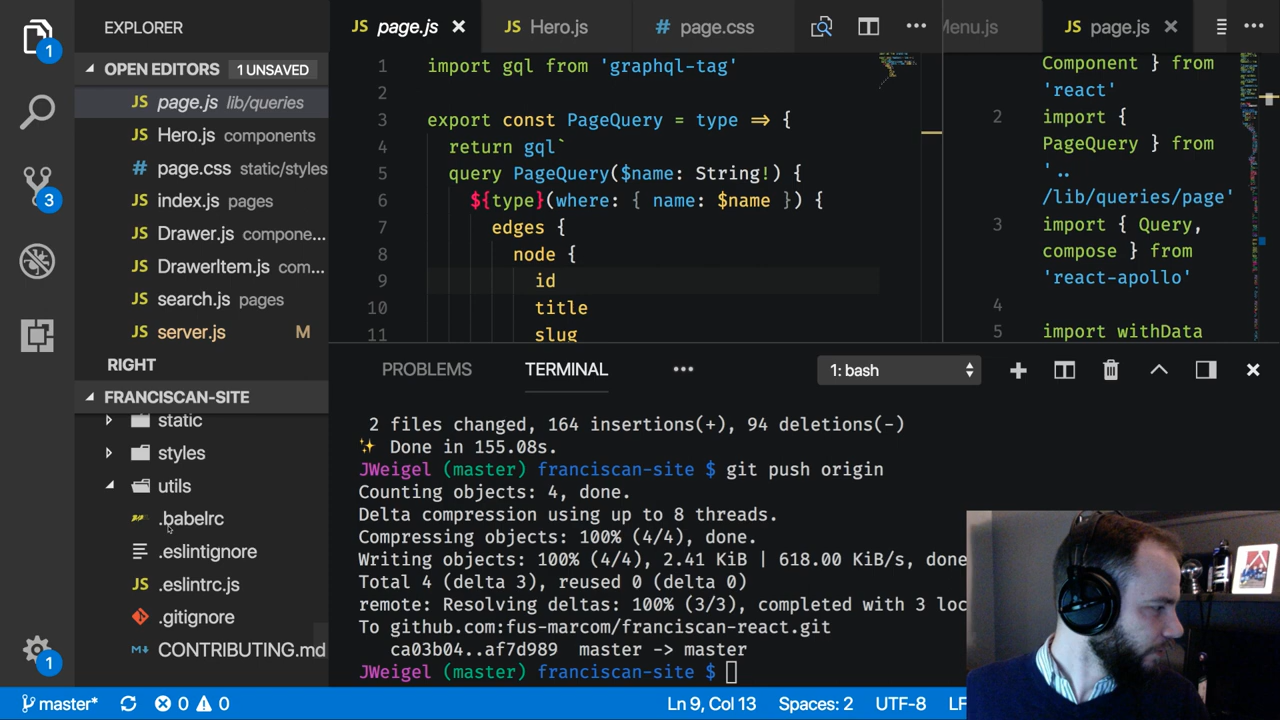 EXPLORER
OPEN EDITORS 1 UNSAVED
JS page.js lib/queries
JS Hero.js components
# page.css static/styles
JS index.js pages
JS Drawer.js compone...
JS DrawerItem.js com...
JS search.js pages
JS server.js M
RIGHT
FRANCISCAN-SITE
static
styles
utils
.babelrc
.eslintignore
JS .eslintrc.js
.gitignore
CONTRIBUTING.md
1
3
1
JS page.js
JS Hero.js
# page.css
1 import gql from 'graphql-tag'
2
3 export const PageQuery = type ⇒ {
4 return gql`
5 query PageQuery($name: String!) {
6 ${type}(where: { name: $name }) {
7 edges {
8 node {
9 id
10 title
11 slug
Menu.js
JS page.js
Component } from
'react'
2 import {
PageQuery } from
'..
/lib/queries/page'
3 import { Query,
compose } from
'react-apollo'
4
5 import withData
PROBLEMS
TERMINAL
1: bash
2 files changed, 164 insertions(+), 94 deletions(-)
✨ Done in 155.08s.
JWeigel (master) franciscan-site $ git push origin
Counting objects: 4, done.
Delta compression using up to 8 threads.
Compressing objects: 100% (4/4), done.
Writing objects: 100% (4/4), 2.41 KiB | 618.00 KiB/s, done
Total 4 (delta 3), reused 0 (delta 0)
remote: Resolving deltas: 100% (3/3), completed with 3 loc
To github.com:fus-marcom/franciscan-react.git
ca03b04..af7d989 master -> master
JWeigel (master) franciscan-site $
master* 0 0
Ln 9, Col 13 Spaces: 2 UTF-8 LF